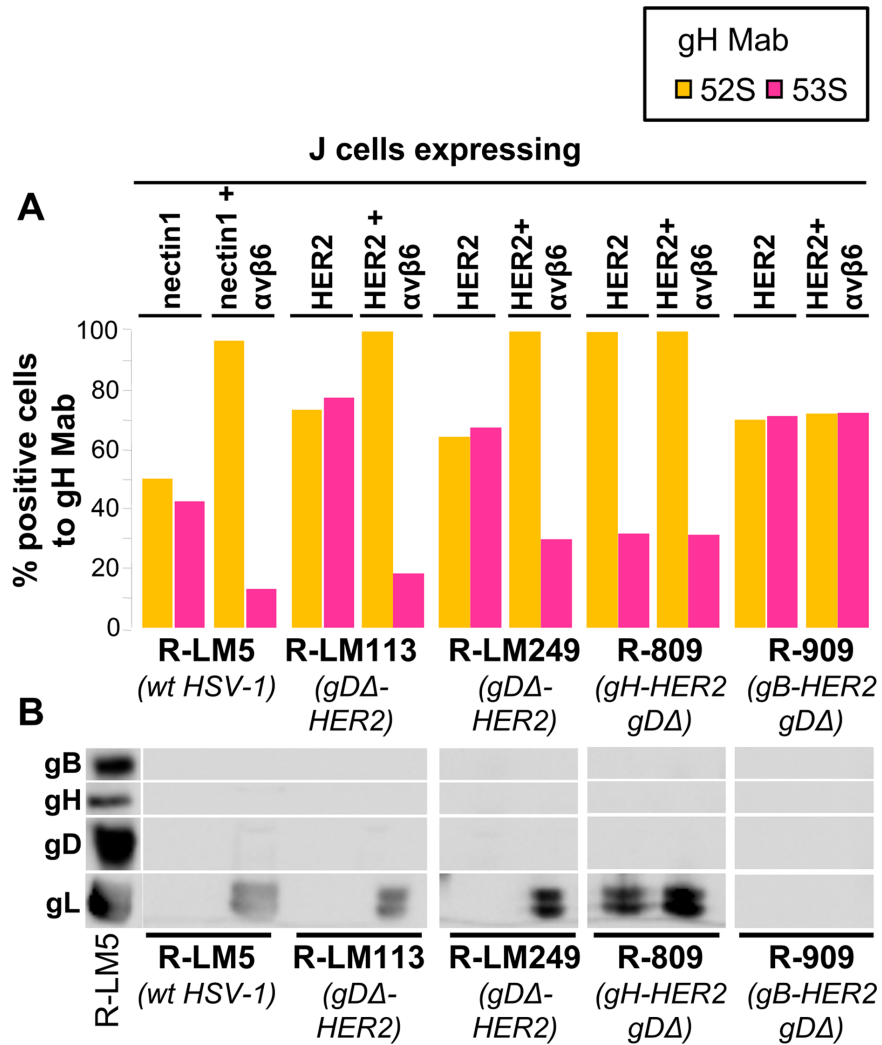 gH Mab
52S 53S
J cells expressing
A
nectin1
nectin1 +
αvβ6
HER2
HER2 +
αvβ6
HER2
HER2+
αvβ6
HER2
HER2+
αvβ6
HER2
HER2+
αvβ6
% positive cells
to gH Mab
100
80
60
40
20
0
R-LM5 R-LM113 R-LM249 R-809 R-909
(wt HSV-1) (gDΔ- (gDΔ- (gH-HER2 (gB-HER2
HER2) HER2) gDΔ) gDΔ)
B
gB
gH
gD
gL
R-LM5
R-LM5 R-LM113 R-LM249 R-809 R-909
(wt HSV-1) (gDΔ- (gDΔ- (gH-HER2 (gB-HER2
HER2) HER2) gDΔ) gDΔ)